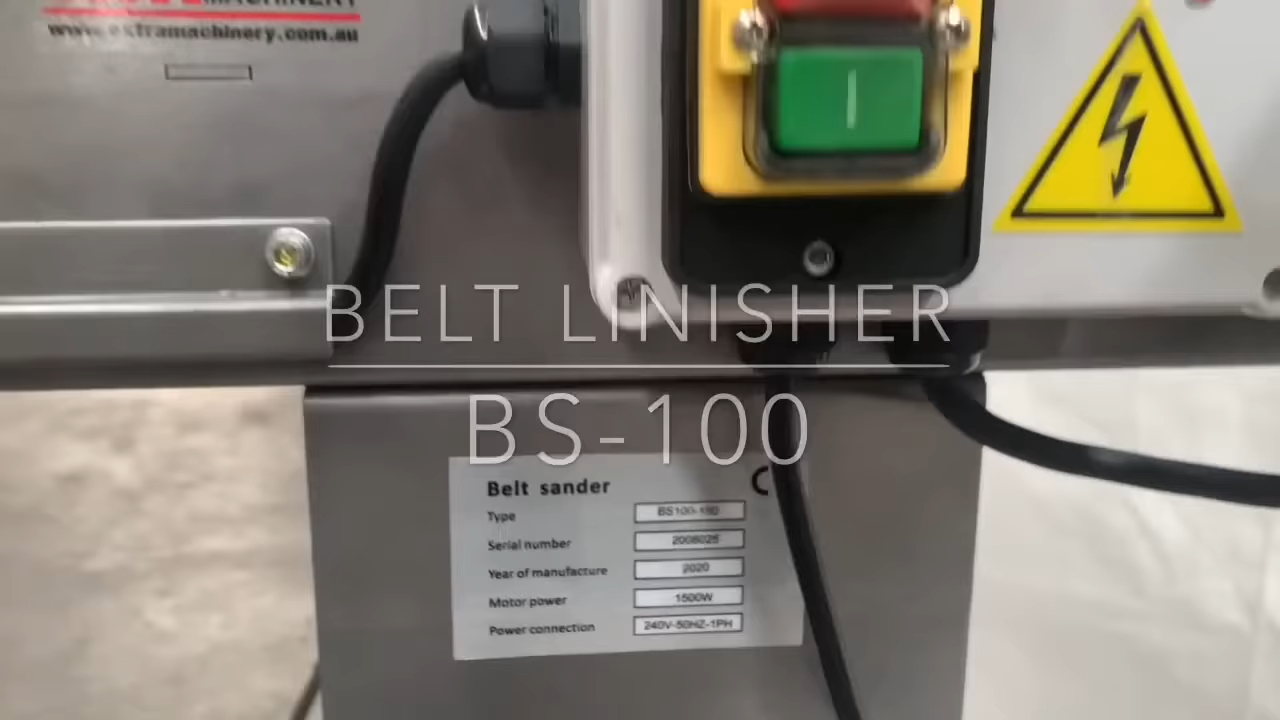 MACHINERY
www.extramachinery.com.au
BELT LINISHER
BS-100
Belt sander
Type
Serial number 2008025
Year of manufacture 2020
Motor power 1500W
Power connection 240V-50HZ-1PH